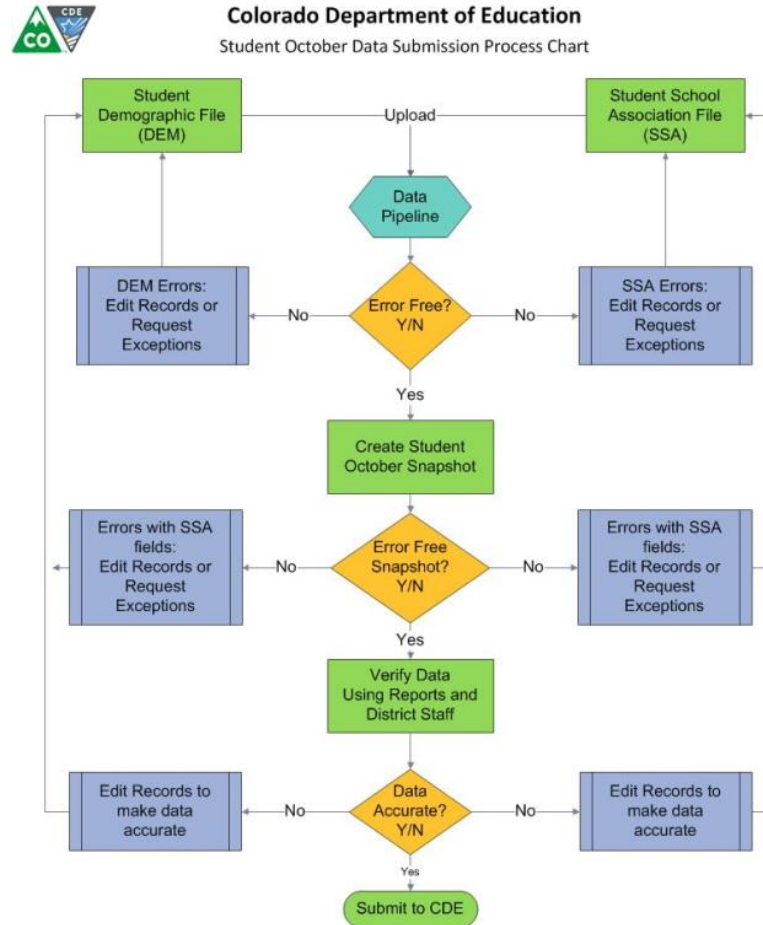 CO
CDE
Colorado Department of Education
Student October Data Submission Process Chart
Student
Demographic File
(DEM)
Upload
Student School
Association File
(SSA)
Data
Pipeline
DEM Errors:
Edit Records or
Request
Exceptions
No
Error Free?
Y/N
No
SSA Errors:
Edit Records or
Request
Exceptions
Yes
Create Student
October Snapshot
Errors with SSA
fields:
Edit Records or
Request
Exceptions
No
Error Free
Snapshot?
Y/N
No
Errors with SSA
fields:
Edit Records or
Request
Exceptions
Yes
Verify Data
Using Reports and
District Staff
Edit Records to
make data
accurate
No
Data
Accurate?
Y/N
No
Edit Records to
make data
accurate
Yes
Submit to CDE